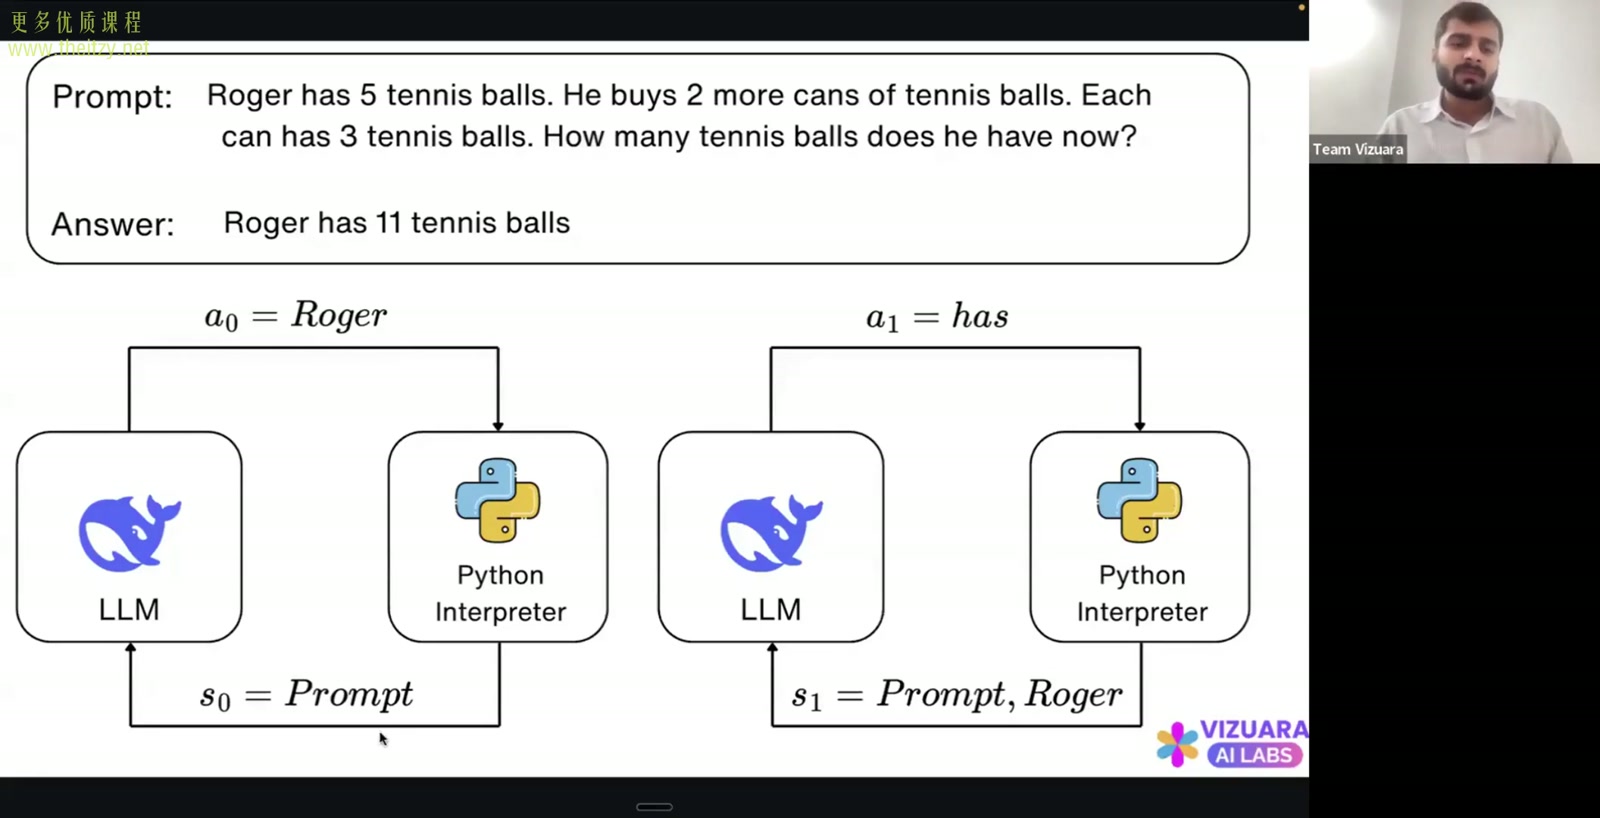 更多优质课程
www.theitzy.net
Prompt: Roger has 5 tennis balls. He buys 2 more cans of tennis balls. Each
can has 3 tennis balls. How many tennis balls does he have now?
Answer: Roger has 11 tennis balls
Team Vizuara
a₀ = Roger
a₁ = has
LLM
Python
Interpreter
LLM
Python
Interpreter
s₀ = Prompt
s₁ = Prompt, Roger
VIZUARA
AI LABS